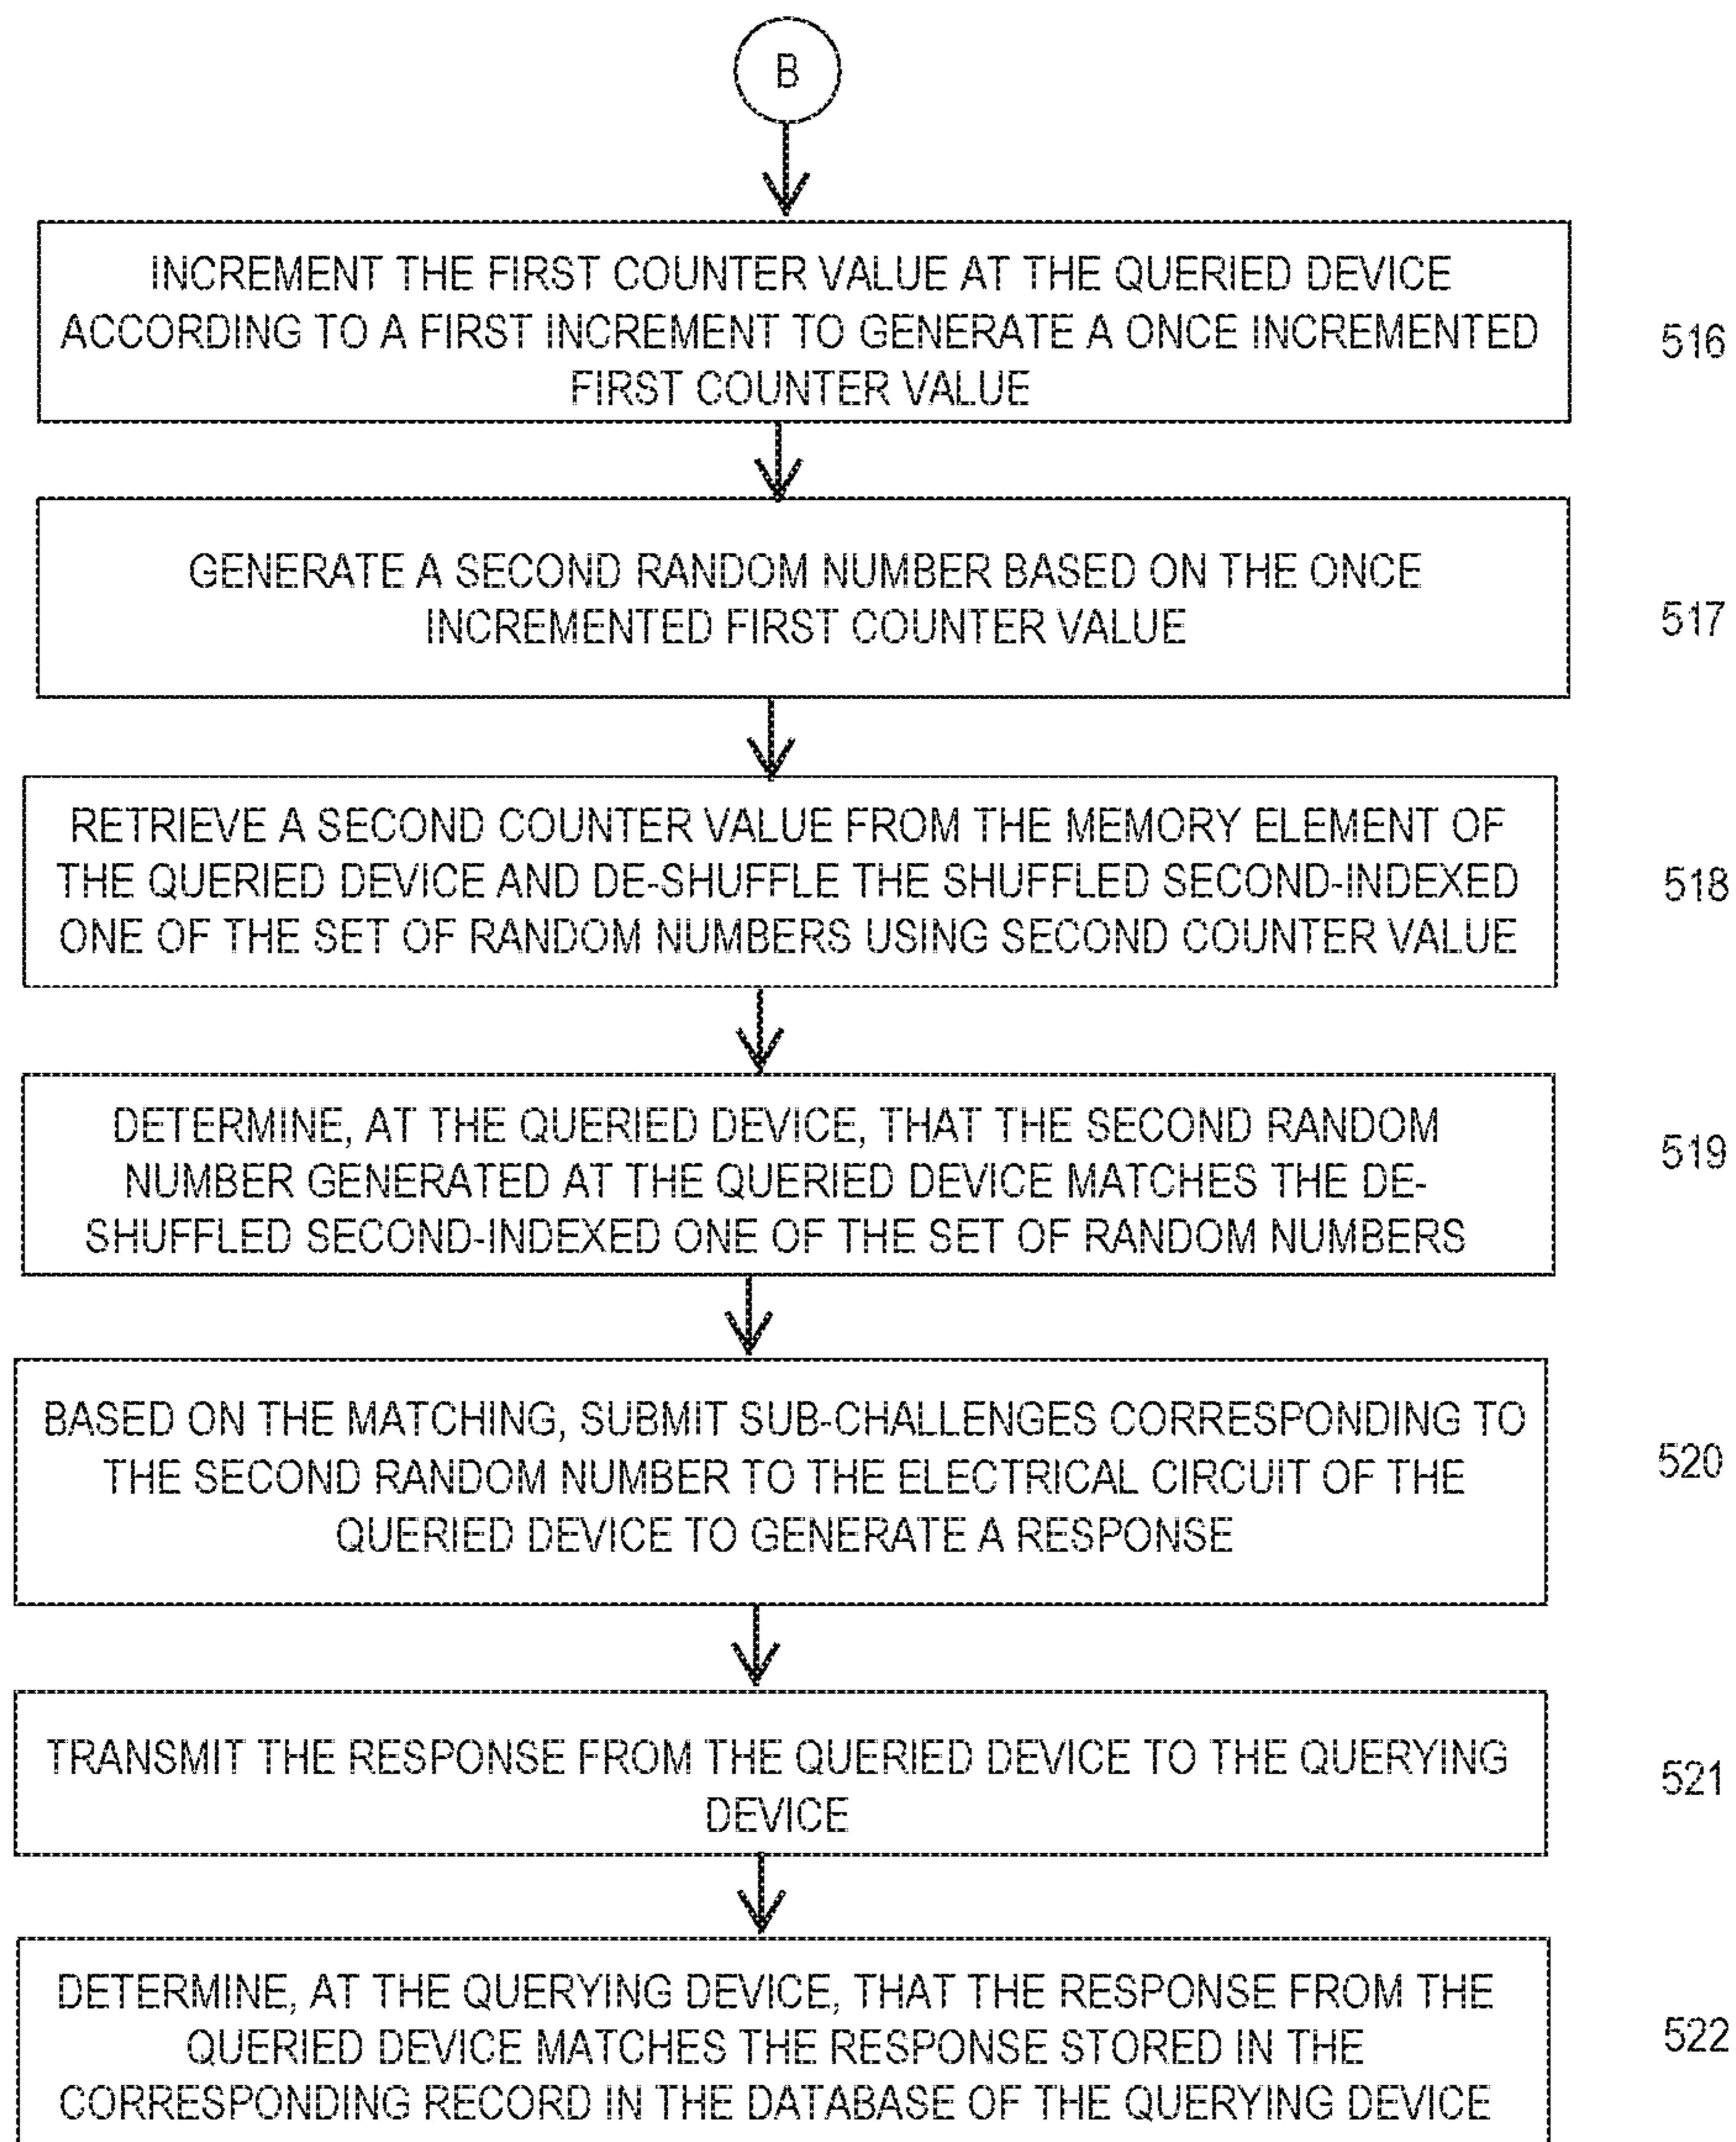 B
INCREMENT THE FIRST COUNTER VALUE AT THE QUERIED DEVICE
ACCORDING TO A FIRST INCREMENT TO GENERATE A ONCE INCREMENTED
FIRST COUNTER VALUE
516
GENERATE A SECOND RANDOM NUMBER BASED ON THE ONCE
INCREMENTED FIRST COUNTER VALUE
517
RETRIEVE A SECOND COUNTER VALUE FROM THE MEMORY ELEMENT OF
THE QUERIED DEVICE AND DE-SHUFFLE THE SHUFFLED SECOND-INDEXED
ONE OF THE SET OF RANDOM NUMBERS USING SECOND COUNTER VALUE
518
DETERMINE, AT THE QUERIED DEVICE, THAT THE SECOND RANDOM
NUMBER GENERATED AT THE QUERIED DEVICE MATCHES THE DE-
SHUFFLED SECOND-INDEXED ONE OF THE SET OF RANDOM NUMBERS
519
BASED ON THE MATCHING, SUBMIT SUB-CHALLENGES CORRESPONDING TO
THE SECOND RANDOM NUMBER TO THE ELECTRICAL CIRCUIT OF THE
QUERIED DEVICE TO GENERATE A RESPONSE
520
TRANSMIT THE RESPONSE FROM THE QUERIED DEVICE TO THE QUERYING
DEVICE
521
DETERMINE, AT THE QUERYING DEVICE, THAT THE RESPONSE FROM THE
QUERIED DEVICE MATCHES THE RESPONSE STORED IN THE
CORRESPONDING RECORD IN THE DATABASE OF THE QUERYING DEVICE
522